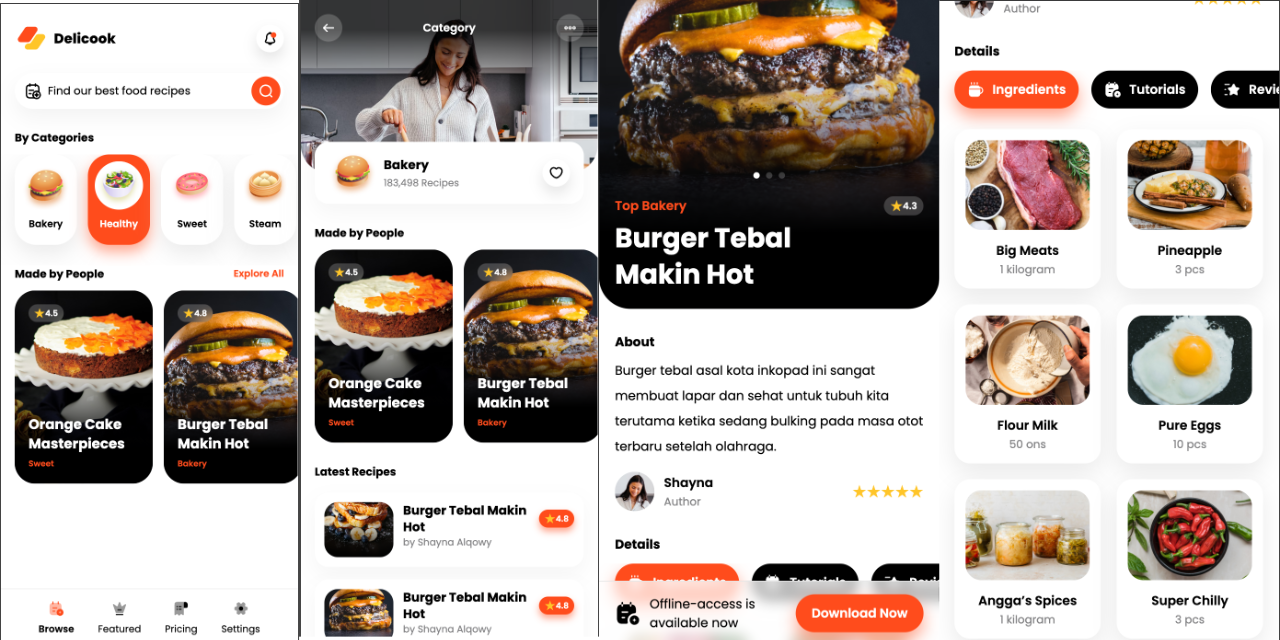 Delicook
Find our best food recipes
By Categories
Bakery
Healthy
Sweet
Steam
Made by People
Explore All
4.5
Orange Cake
Masterpieces
Sweet
4.8
Burger Tebal
Makin Hot
Bakery
Browse
Featured
Pricing
Settings
Category
Bakery
183,498 Recipes
Made by People
4.5
Orange Cake
Masterpieces
Sweet
4.8
Burger Tebal
Makin Hot
Bakery
Latest Recipes
Burger Tebal Makin
Hot
by Shayna Alqowy
4.8
Burger Tebal Makin
Hot
by Shayna Alqowy
4.8
Top Bakery
4.3
Burger Tebal
Makin Hot
About
Burger tebal asal kota inkopad ini sangat
membuat lapar dan sehat untuk tubuh kita
terutama ketika sedang bulking pada masa otot
terbaru setelah olahraga.
Shayna
Author
Details
Ingredients
Tutorials
Offline-access is
available now
Download Now
Author
Details
Ingredients
Tutorials
Revie
Big Meats
1 kilogram
Pineapple
3 pcs
Flour Milk
50 ons
Pure Eggs
10 pcs
Angga's Spices
1 kilogram
Super Chilly
3 pcs